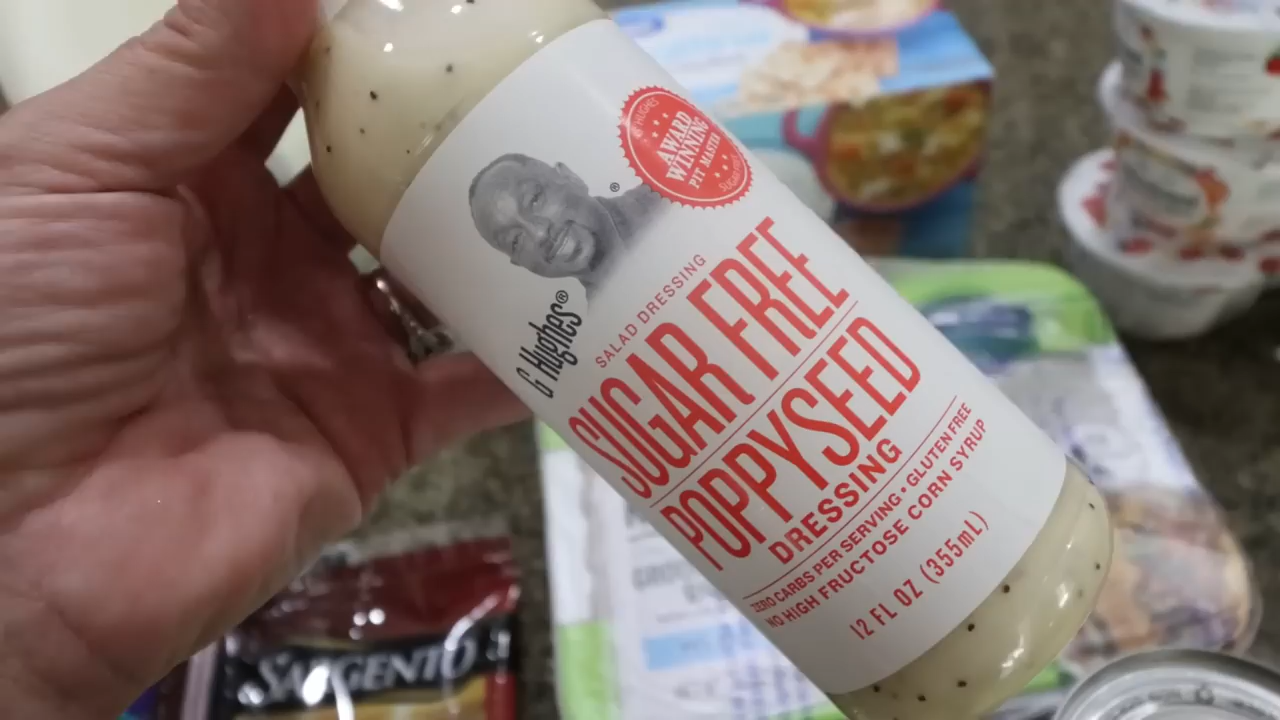 G HUGHES
AWARD
WINNING
PIT MASTER
G Hughes®
®
SALAD DRESSING
SUGAR FREE
POPPYSEED
DRESSING
ZERO CARBS PER SERVING • GLUTEN FREE
NO HIGH FRUCTOSE CORN SYRUP
12 FL OZ (355mL)
SARGENTO